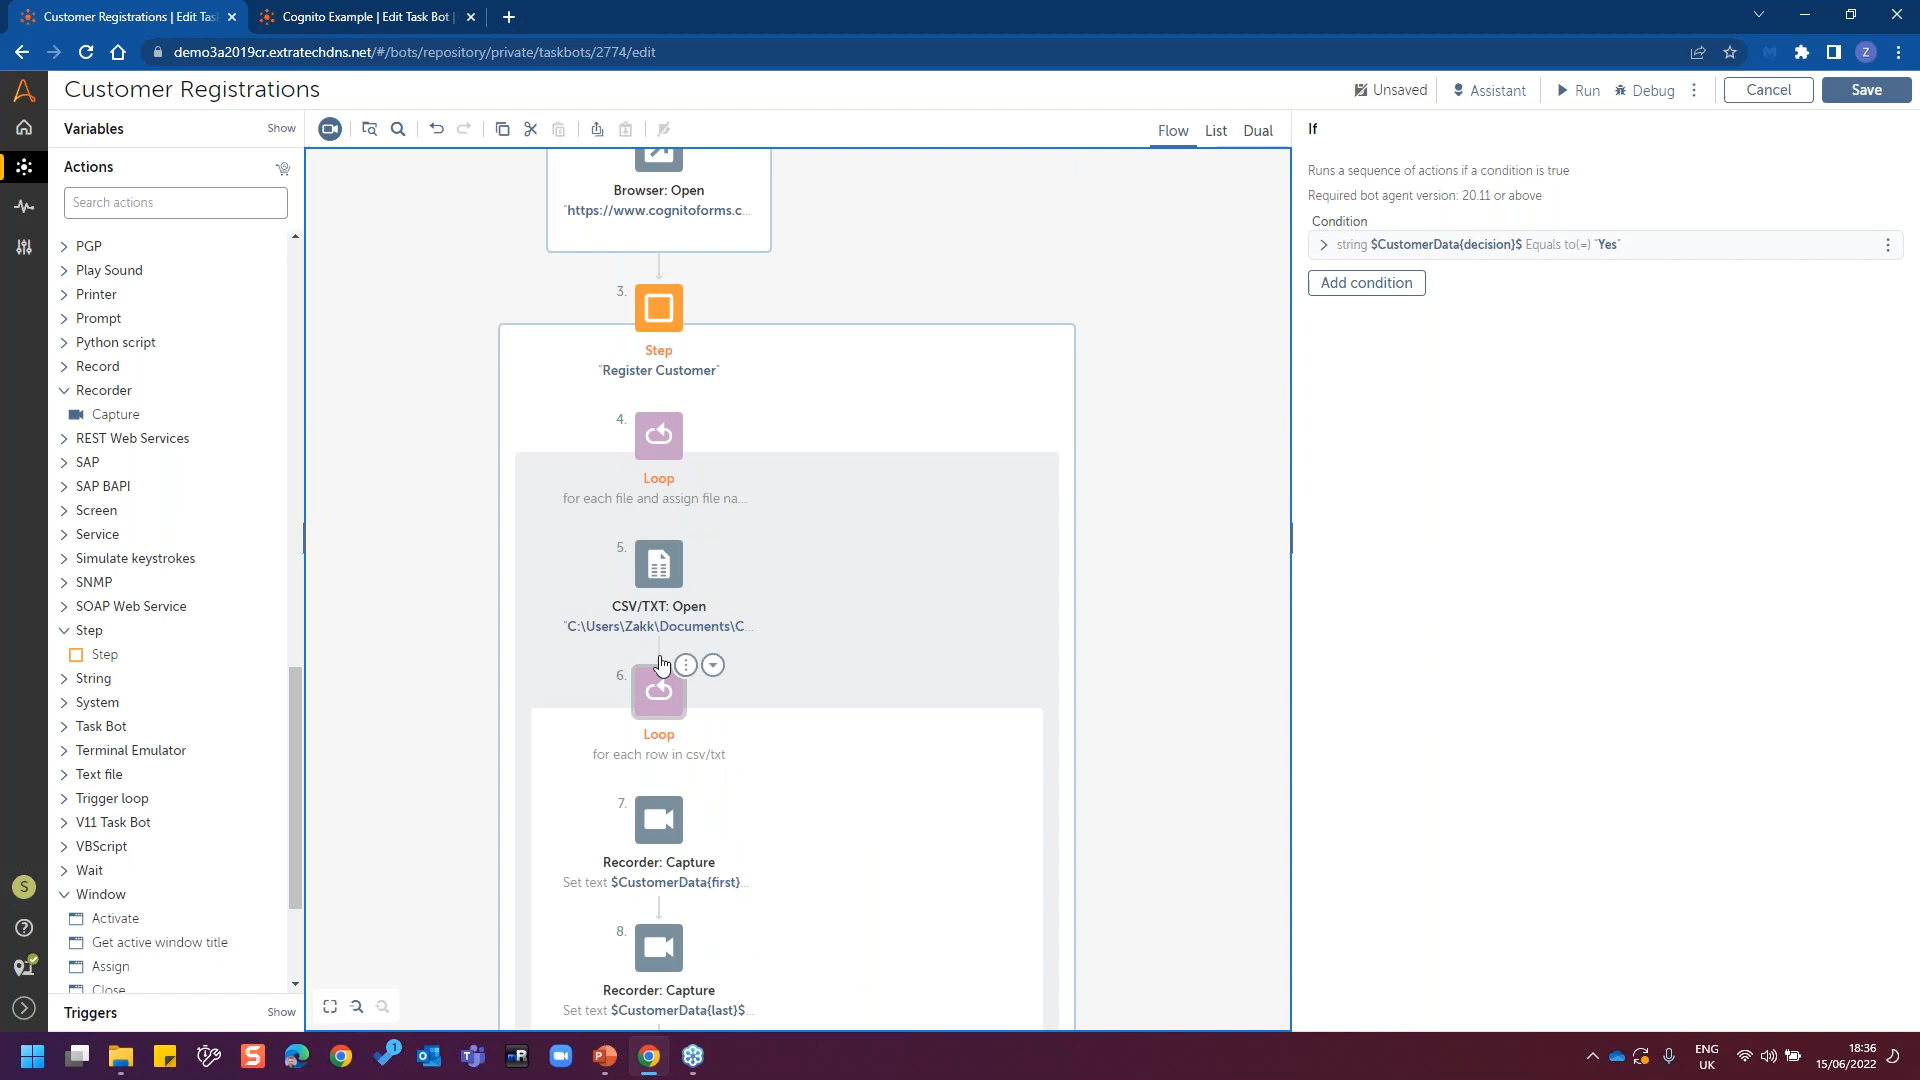 Customer Registrations | Edit Tas
Cognito Example | Edit Task Bot |
demo3a2019cr.extratechdns.net/#/bots/repository/private/taskbots/2774/edit
Z
Customer Registrations
Unsaved
Assistant
Run
Debug
Cancel
Save
Variables
Show
Flow
List
Dual
Actions
Search actions
PGP
Play Sound
Printer
Prompt
Python script
Record
Recorder
Capture
REST Web Services
SAP
SAP BAPI
Screen
Service
Simulate keystrokes
SNMP
SOAP Web Service
Step
Step
String
System
Task Bot
Terminal Emulator
Text file
Trigger loop
V11 Task Bot
VBScript
Wait
Window
Activate
Get active window title
Assign
Close
Triggers
Show
S
Browser: Open
"https://www.cognitoforms.c...
3.
Step
"Register Customer"
4.
Loop
for each file and assign file na...
5.
CSV/TXT: Open
"C:\Users\Zakk\Documents\C...
6.
Loop
for each row in csv/txt
7.
Recorder: Capture
Set text $CustomerData{first}...
8.
Recorder: Capture
Set text $CustomerData{last}$...
If
Runs a sequence of actions if a condition is true
Required bot agent version: 20.11 or above
Condition
string $CustomerData{decision}$ Equals to(=) "Yes"
Add condition
1
ENG
UK
18:36
15/06/2022